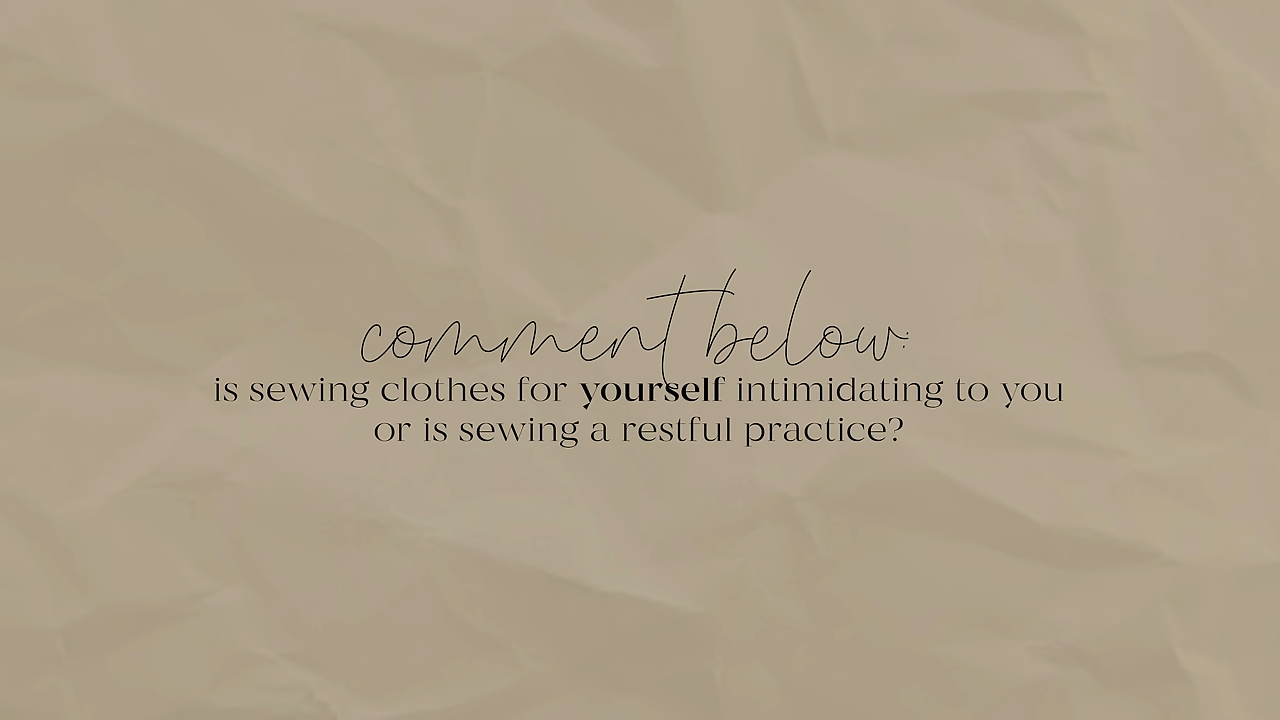 comment below:
is sewing clothes for yourself intimidating to you
or is sewing a restful practice?